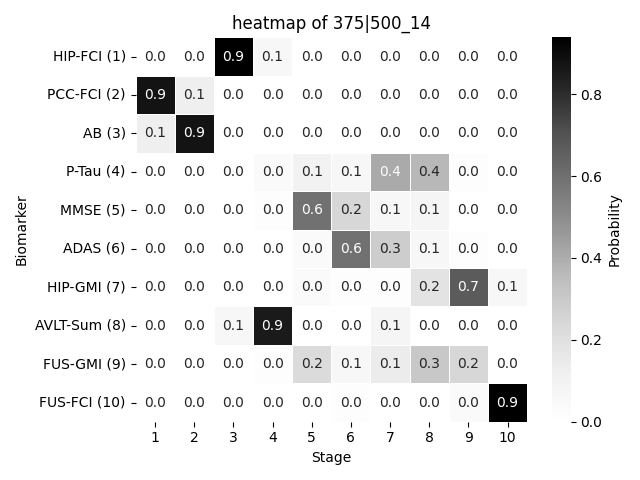 heatmap of 375|500_14
HIP-FCI (1) 0.0 0.0 0.9 0.1 0.0 0.0 0.0 0.0 0.0 0.0
PCC-FCI (2) 0.9 0.1 0.0 0.0 0.0 0.0 0.0 0.0 0.0 0.0
AB (3) 0.1 0.9 0.0 0.0 0.0 0.0 0.0 0.0 0.0 0.0
P-Tau (4) 0.0 0.0 0.0 0.0 0.1 0.1 0.4 0.4 0.0 0.0
MMSE (5) 0.0 0.0 0.0 0.0 0.6 0.2 0.1 0.1 0.0 0.0
ADAS (6) 0.0 0.0 0.0 0.0 0.0 0.6 0.3 0.1 0.0 0.0
HIP-GMI (7) 0.0 0.0 0.0 0.0 0.0 0.0 0.0 0.2 0.7 0.1
AVLT-Sum (8) 0.0 0.0 0.1 0.9 0.0 0.0 0.1 0.0 0.0 0.0
FUS-GMI (9) 0.0 0.0 0.0 0.0 0.2 0.1 0.1 0.3 0.2 0.0
FUS-FCI (10) 0.0 0.0 0.0 0.0 0.0 0.0 0.0 0.0 0.0 0.9
1 2 3 4 5 6 7 8 9 10
Stage
Biomarker
0.8
0.6
0.4
0.2
0.0
Probability